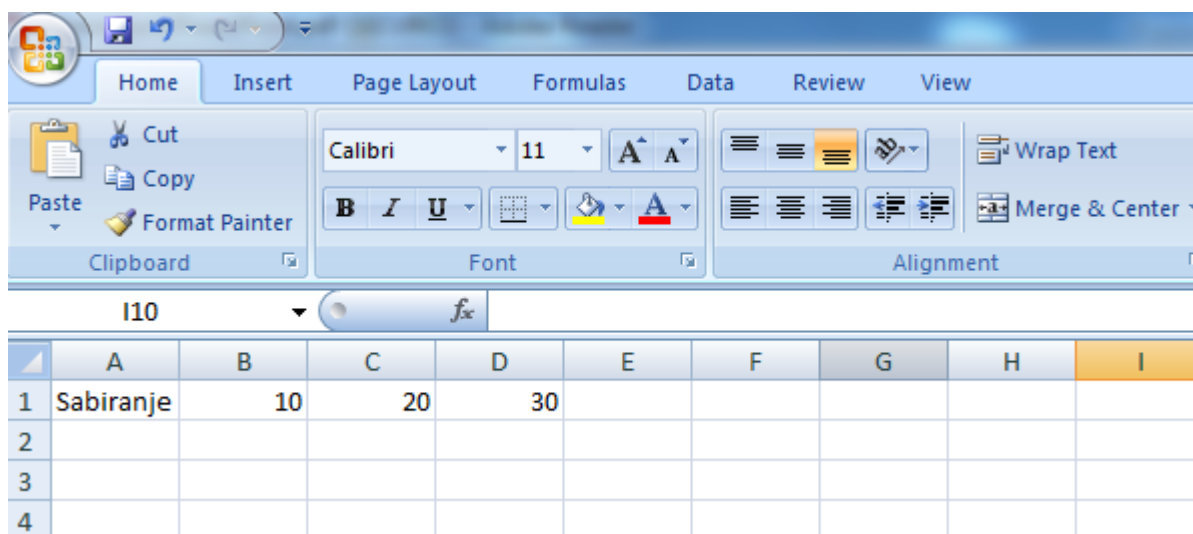 Home Insert Page Layout Formulas Data Review View
Cut
Copy
Paste
Format Painter
Clipboard
Calibri 11 A A
B I U A
Font
Wrap Text
Merge & Center
Alignment
I10 fx
A B C D E F G H I
1 Sabiranje 10 20 30
2
3
4